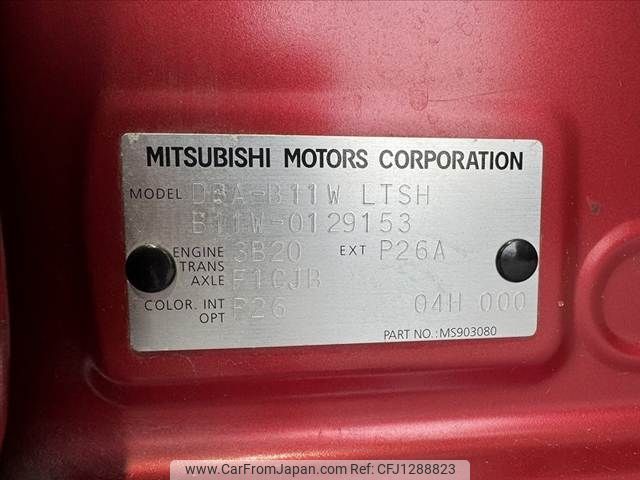 MITSUBISHI MOTORS CORPORATION
MODEL DBA-B11W LTSH
B11W-0129153
ENGINE 3B20 EXT P26A
TRANS
AXLE F1CJB
COLOR. INT P26 04H 000
OPT
PART NO.: MS903080
www.CarFromJapan.com - Ref No. CFJ1288823